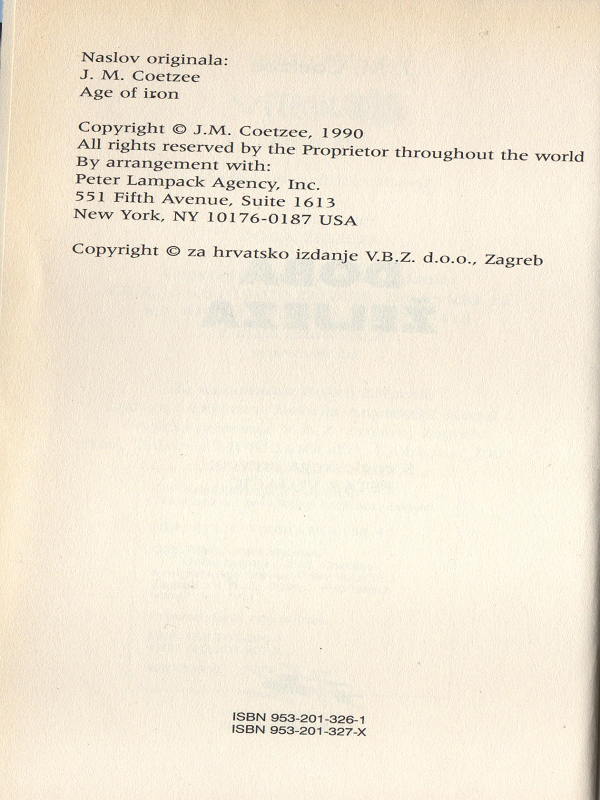 Naslov originala:
J. M. Coetzee
Age of iron
Copyright © J.M. Coetzee, 1990
All rights reserved by the Proprietor throughout the world
By arrangement with:
Peter Lampack Agency, Inc.
551 Fifth Avenue, Suite 1613
New York, NY 10176-0187 USA
Copyright © za hrvatsko izdanje V.B.Z. d.o.o., Zagreb
ISBN 953-201-326-1
ISBN 953-201-327-X